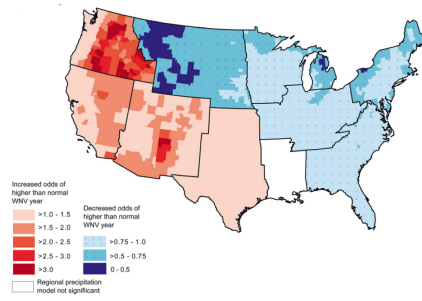 Increased odds of
higher than normal
WNV year
>1.0 - 1.5
>1.5 - 2.0
>2.0 - 2.5
>2.5 - 3.0
>3.0
Decreased odds of
higher than normal
WNV year
>0.75 - 1.0
>0.5 - 0.75
0 - 0.5
Regional precipitation
model not significant